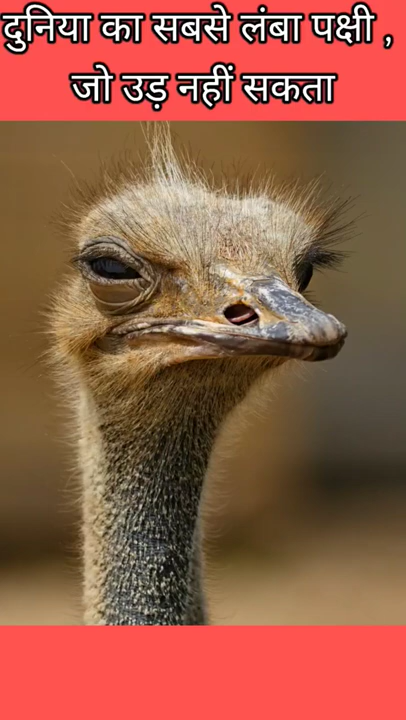 दुनिया का सबसे लंबा पक्षी ,
जो उड़ नहीं सकता